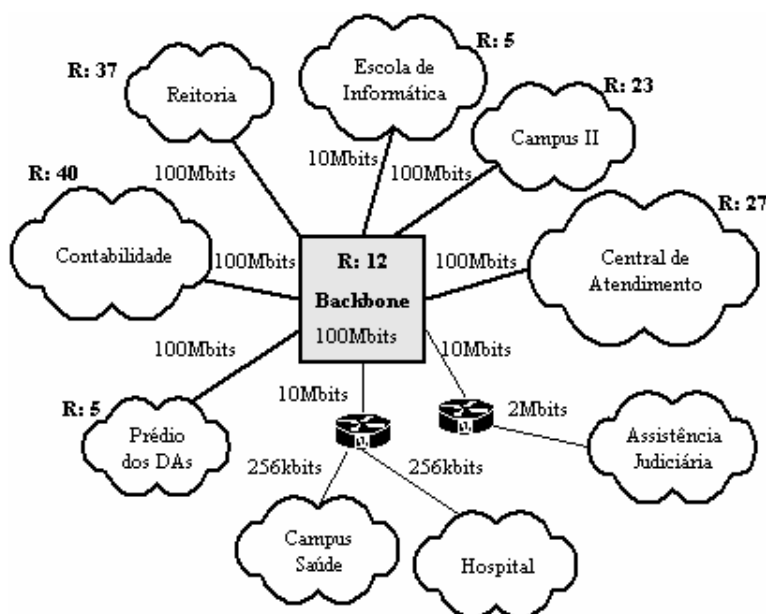 R: 5
R: 37
Escola de
Informática
Reitoria
R: 23
Campus II
10Mbits
100Mbits
100Mbits
R: 40
R: 27
Contabilidade
100Mbits
R: 12
100Mbits
Central de
Atendimento
Backbone
100Mbits
100Mbits
10Mbits
10Mbits
R: 5
2Mbits
Prédio
dos DAs
Assistência
Judiciária
256kbits
256kbits
Campus
Saúde
Hospital